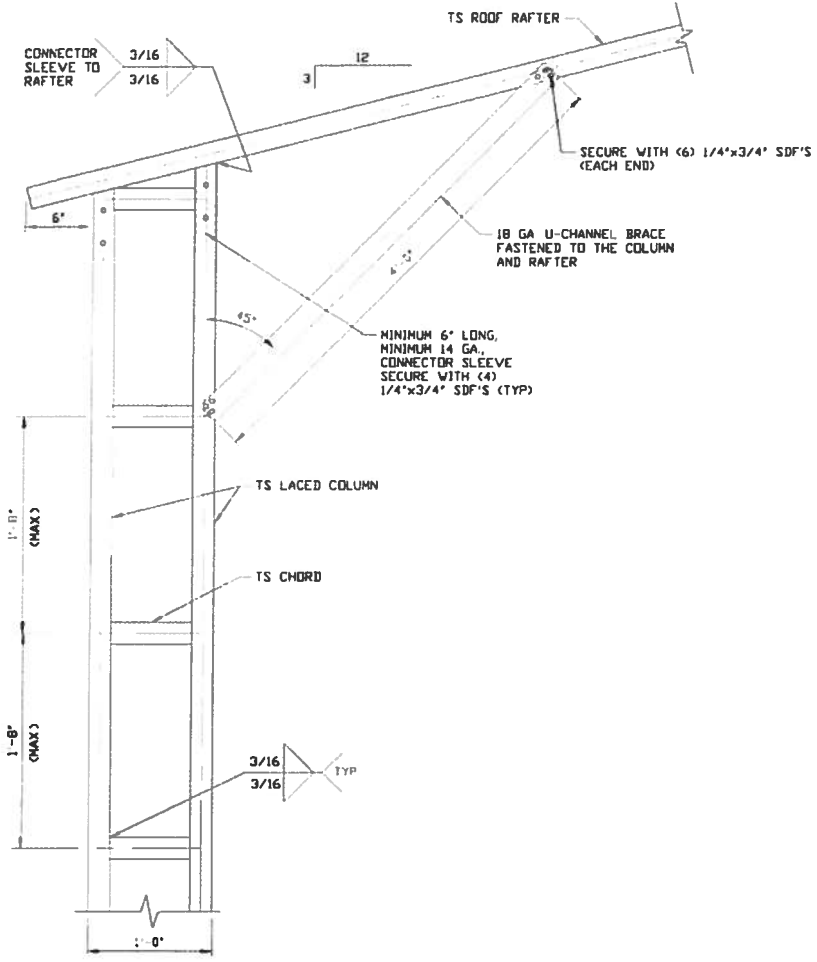 TS ROOF RAFTER
CONNECTOR
SLEEVE TO
RAFTER
3/16
3/16
12
3
SECURE WITH (6) 1/4"x3/4" SDF'S
(EACH END)
6"
18 GA U-CHANNEL BRACE
FASTENED TO THE COLUMN
AND RAFTER
45°
MINIMUM 6" LONG,
MINIMUM 14 GA.,
CONNECTOR SLEEVE
SECURE WITH (4)
1/4"x3/4" SDF'S (TYP)
TS LACED COLUMN
(MAX)
TS CHORD
1'-8"
(MAX)
3/16
3/16
TYP
1'-0"